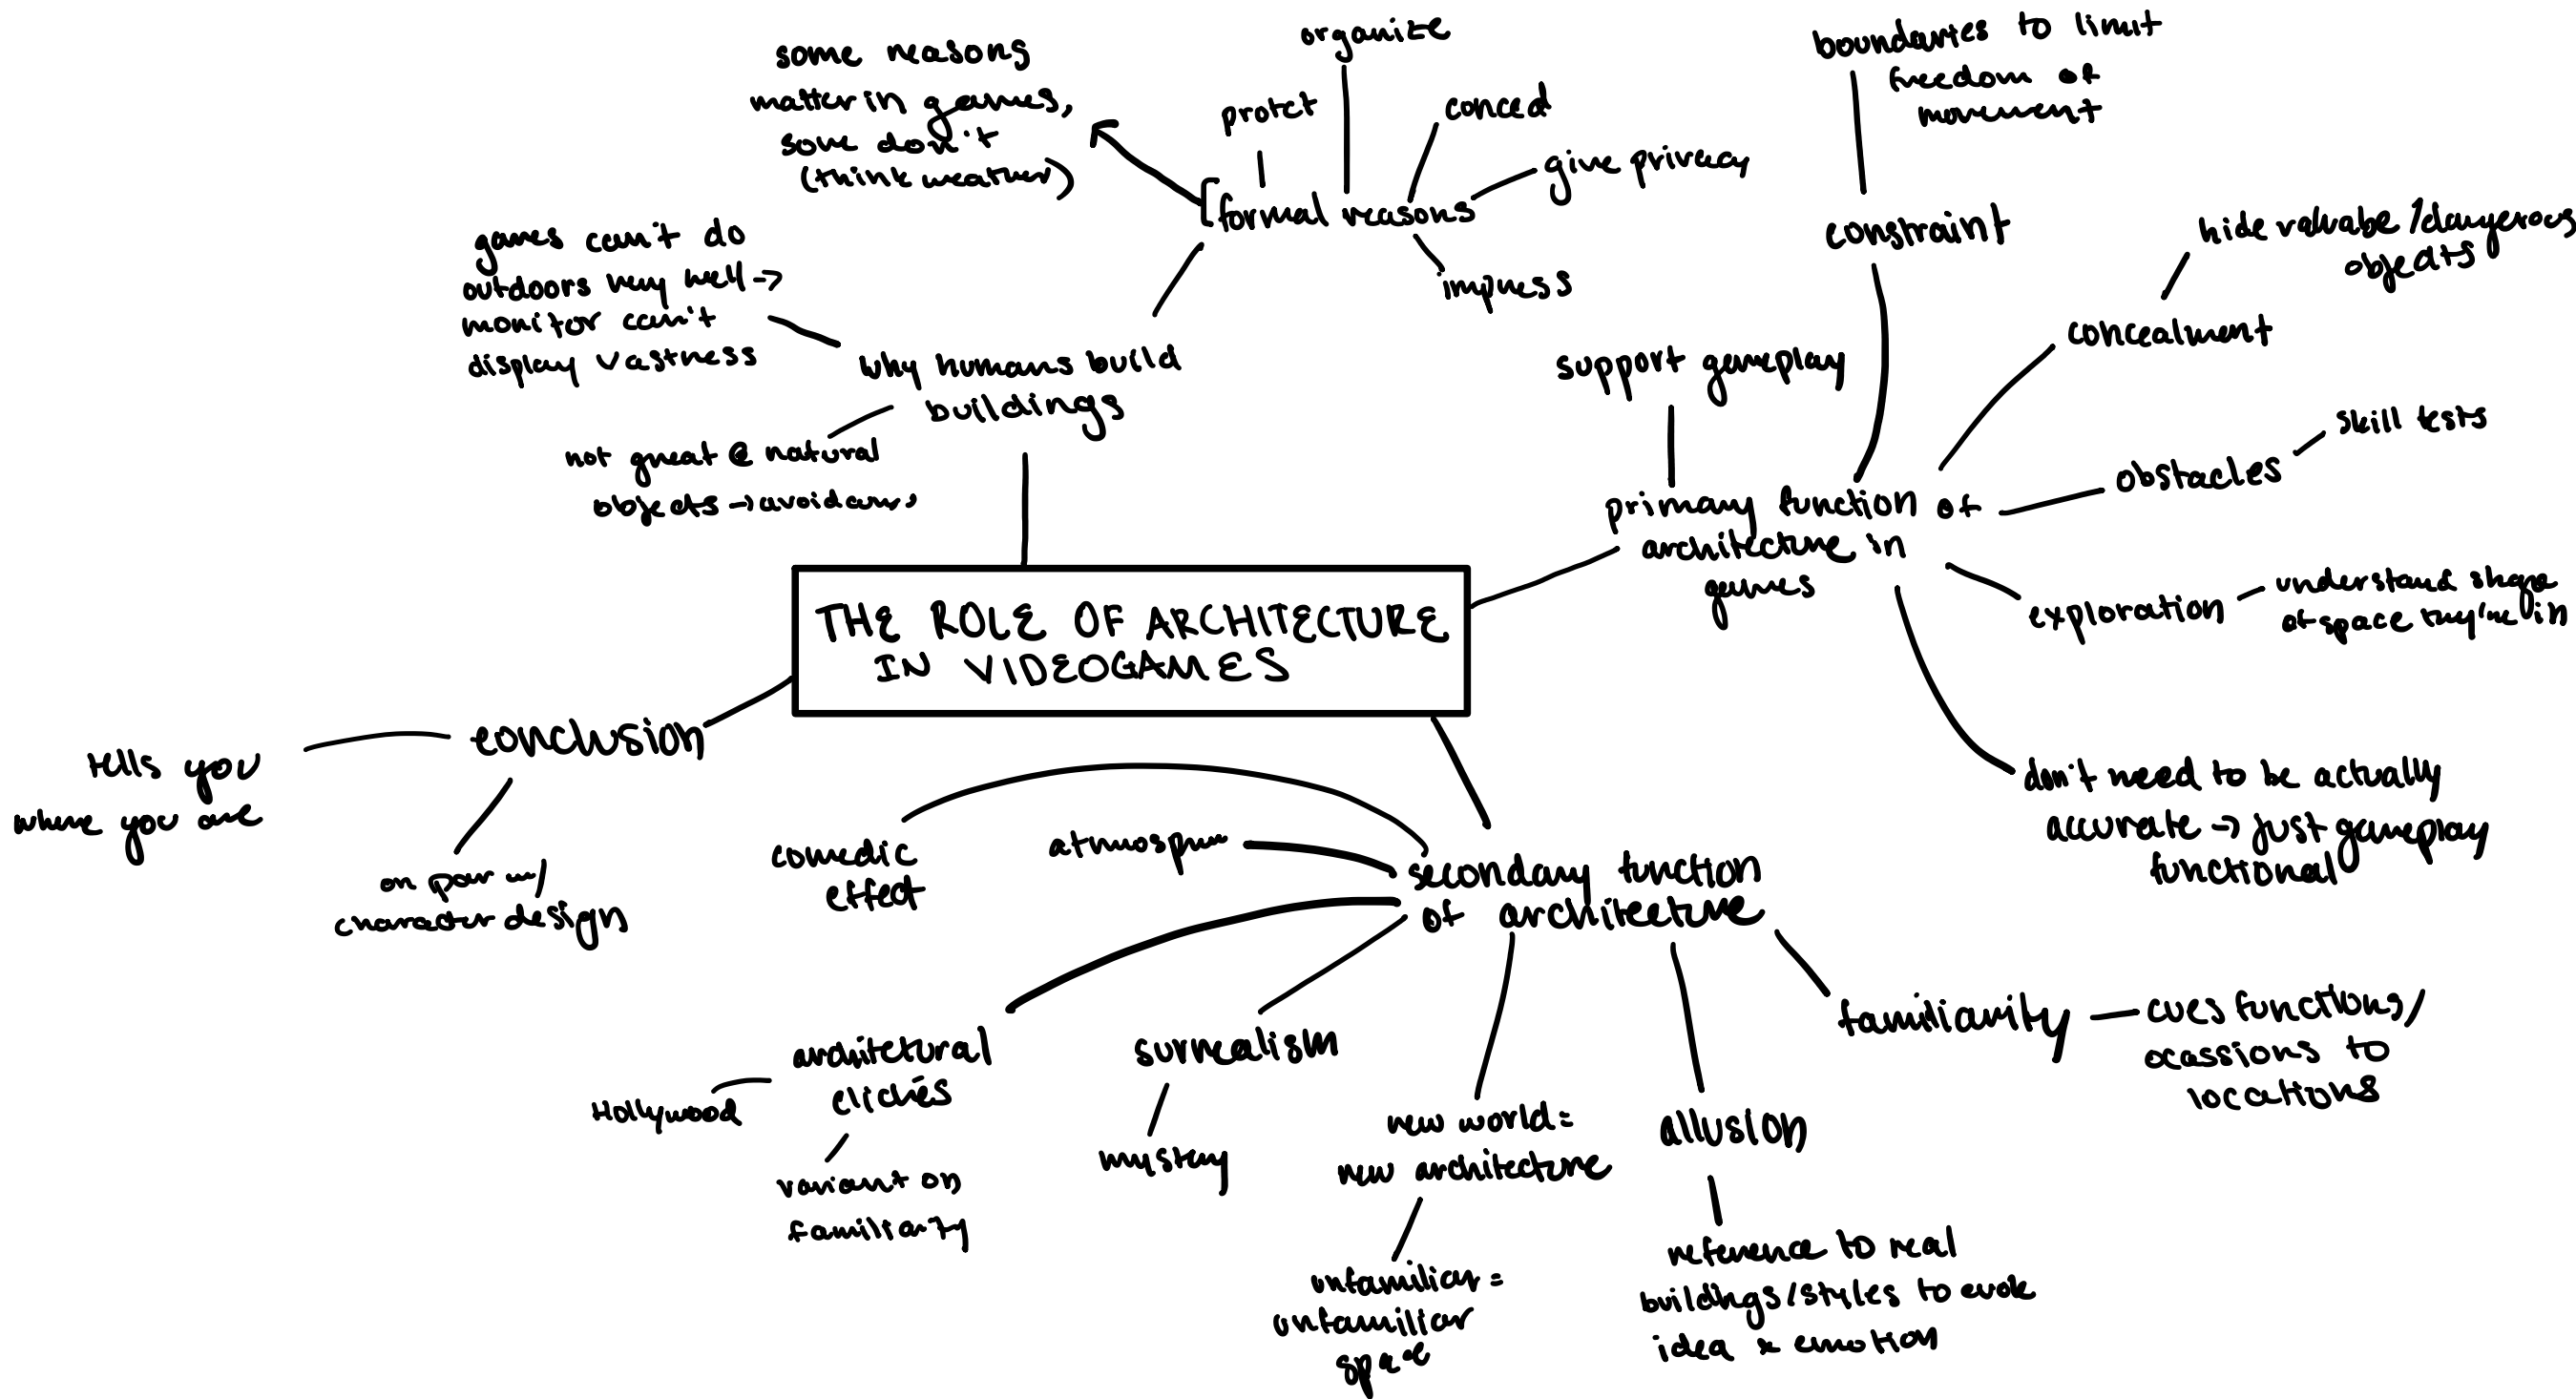 THE ROLE OF ARCHITECTURE
IN VIDEOGAMES
why humans build
buildings
formal reasons
protet
organize
conceal
give privacy
impress
some reasons
matter in games,
some don't
(think weather)
games can't do
outdoors very well →
monitor can't
display vastness
not great @ natural
objects → avoid
primary function of
architecture in
games
support gameplay
constraint
boundaries to limit
freedom of
movement
concealment
hide valuabe/dangerous
objects
obstacles
skill tests
exploration
understand shape
of space they're in
don't need to be actually
accurate → just gameplay
functional
secondary function
of architecture
familiarity
cues functions/
ocassions to
locations
allusion
reference to real
buildings/styles to evoke
idea & emotion
new world =
new architecture
unfamiliar =
unfamiliar
space
surrealism
mystery
architetural
clichés
Hollywood
variant on
familiarity
atmosphere
comedic
effect
conclusion
tells you
where you are
on par w/
character design